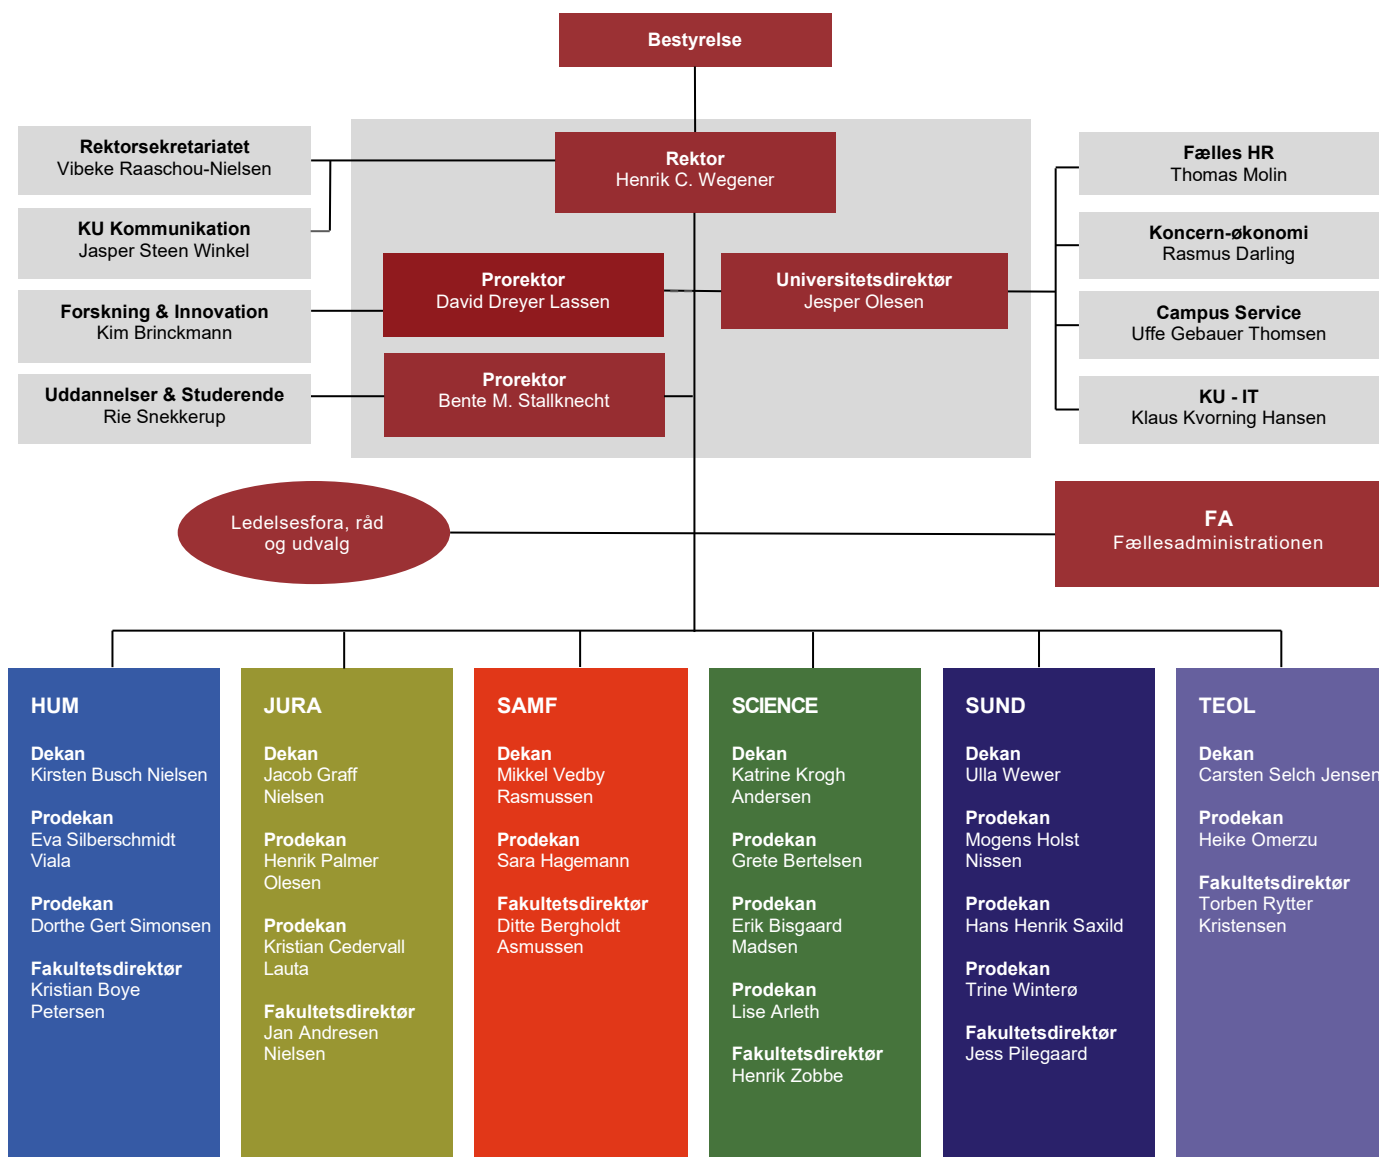 Bestyrelse
Rektorsekretariatet
Vibeke Raaschou-Nielsen
KU Kommunikation
Jasper Steen Winkel
Forskning & Innovation
Kim Brinckmann
Uddannelser & Studerende
Rie Snekkerup
Rektor
Henrik C. Wegener
Prorektor
David Dreyer Lassen
Universitetsdirektør
Jesper Olesen
Prorektor
Bente M. Stallknecht
Fælles HR
Thomas Molin
Koncern-økonomi
Rasmus Darling
Campus Service
Uffe Gebauer Thomsen
KU - IT
Klaus Kvorning Hansen
Ledelsesfora, råd
og udvalg
FA
Fællesadministrationen
HUM
Dekan
Kirsten Busch Nielsen
Prodekan
Eva Silberschmidt
Viala
Prodekan
Dorthe Gert Simonsen
Fakultetsdirektør
Kristian Boye
Petersen
JURA
Dekan
Jacob Graff
Nielsen
Prodekan
Henrik Palmer
Olesen
Prodekan
Kristian Cedervall
Lauta
Fakultetsdirektør
Jan Andresen
Nielsen
SAMF
Dekan
Mikkel Vedby
Rasmussen
Prodekan
Sara Hagemann
Fakultetsdirektør
Ditte Bergholdt
Asmussen
SCIENCE
Dekan
Katrine Krogh
Andersen
Prodekan
Grete Bertelsen
Prodekan
Erik Bisgaard
Madsen
Prodekan
Lise Arleth
Fakultetsdirektør
Henrik Zobbe
SUND
Dekan
Ulla Wewer
Prodekan
Mogens Holst
Nissen
Prodekan
Hans Henrik Saxild
Prodekan
Trine Winterø
Fakultetsdirektør
Jess Pilegaard
TEOL
Dekan
Carsten Selch Jensen
Prodekan
Heike Omerzu
Fakultetsdirektør
Torben Rytter
Kristensen